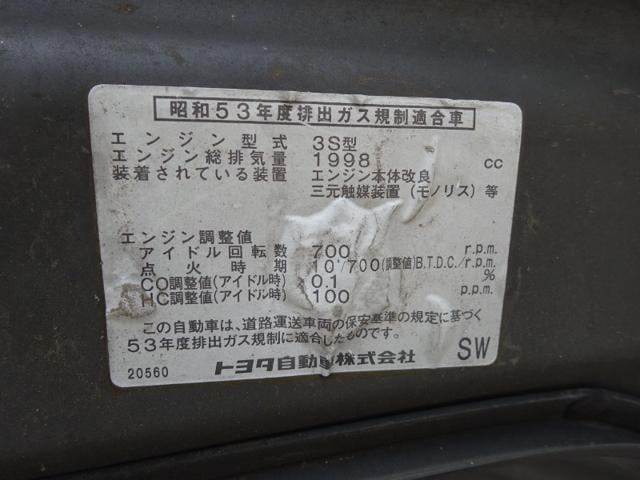 昭和53年度排出ガス規制適合車
エンジン型式 3S型
エンジン総排気量 1998 cc
装着されている装置 エンジン本体改良
三元触媒装置(モノリス)等
エンジン調整値
アイドル回転数 700 r.p.m.
点火時期 10°/700(調整値)B.T.D.C./r.p.m.
CO調整値(アイドル時) 0.1 %
HC調整値(アイドル時) 100 p.p.m.
この自動車は、道路運送車両の保安基準の規定に基づく
53年度排出ガス規制に適合したものです。
20560 トヨタ自動車株式会社 SW